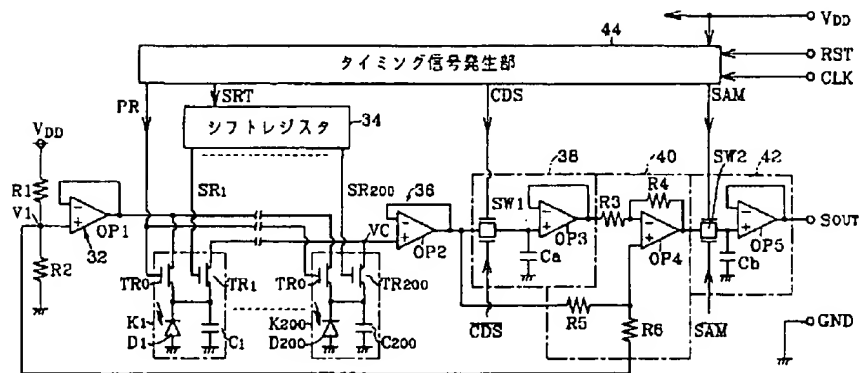 44
VDD
タイミング信号発生部
RST
CLK
PR
SRT
CDS
SAM
シフトレジスタ
34
VDD
R1
V1
OP1
32
R2
SR1
SR200
VC
36
OP2
38
SW1
OP3
Ca
40
R3
R4
OP4
SW2
42
OP5
Cb
SOUT
TR0
TR1
TR0
TR200
K1
D1
C1
K200
D200
C200
CDS
R5
R6
SAM
GND